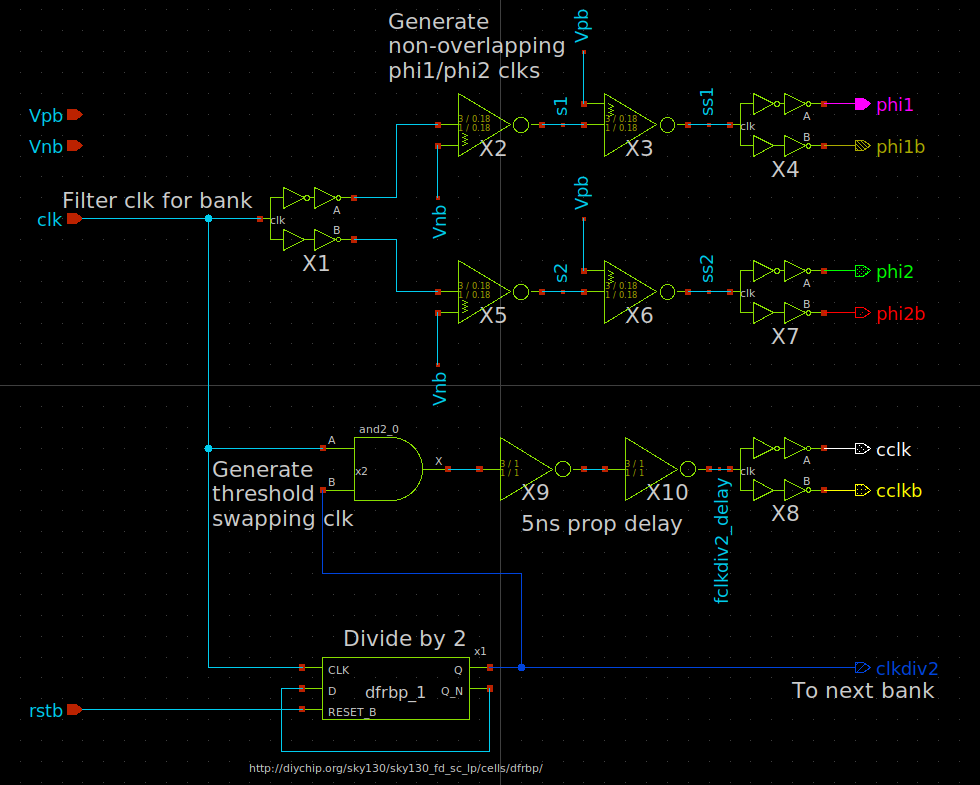 Generate
non-overlapping
phi1/phi2 clks
Vpb
s1
ss1
3 / 0.18
1 / 0.18
X2
3 / 0.18
1 / 0.18
X3
clk
A
B
X4
phi1
phi1b
Vpb
Vnb
Filter clk for bank
clk
clk
A
B
X1
Vnb
Vpb
s2
ss2
3 / 0.18
1 / 0.18
X5
3 / 0.18
1 / 0.18
X6
clk
A
B
X7
phi2
phi2b
Vnb
and2_0
A
x2
B
X
Generate
threshold
swapping clk
3 / 1
1 / 1
X9
3 / 1
1 / 1
X10
5ns prop delay
fclkdiv2_delay
clk
A
B
X8
cclk
cclkb
Divide by 2
x1
CLK
Q
D
dfrbp_1
Q_N
RESET_B
rstb
clkdiv2
To next bank
http://diychip.org/sky130/sky130_fd_sc_lp/cells/dfrbp/